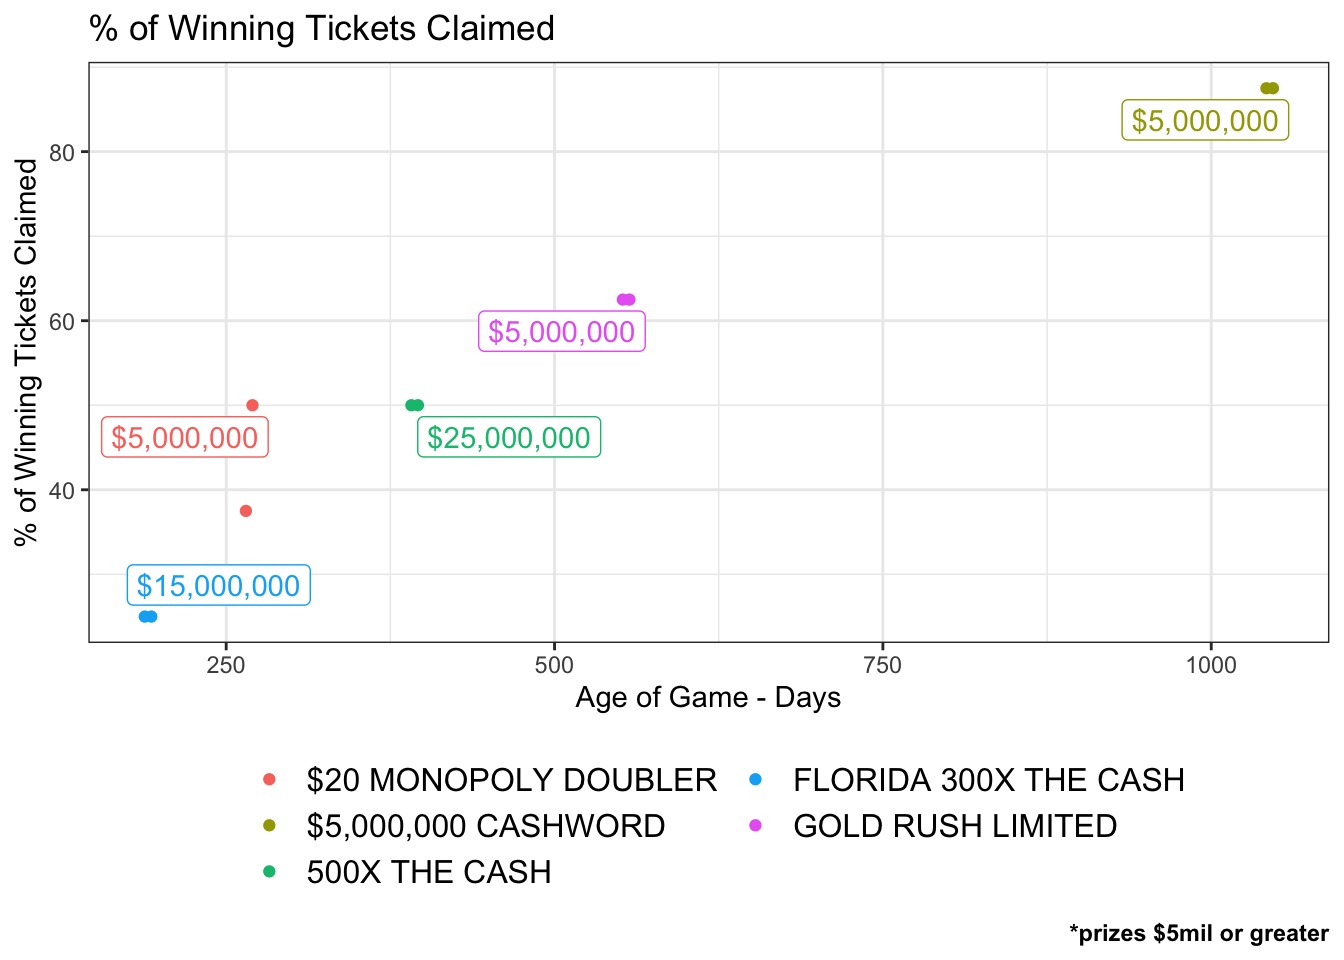 % of Winning Tickets Claimed
% of Winning Tickets Claimed
80
60
40
$5,000,000
$5,000,000
$5,000,000
$25,000,000
$15,000,000
250 500 750 1000
Age of Game - Days
$20 MONOPOLY DOUBLER
$5,000,000 CASHWORD
500X THE CASH
FLORIDA 300X THE CASH
GOLD RUSH LIMITED
*prizes $5mil or greater